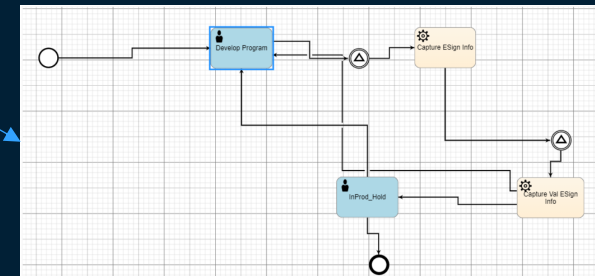 Develop Program
Capture ESign Info
Capture Val ESign
Info
InProd_Hold